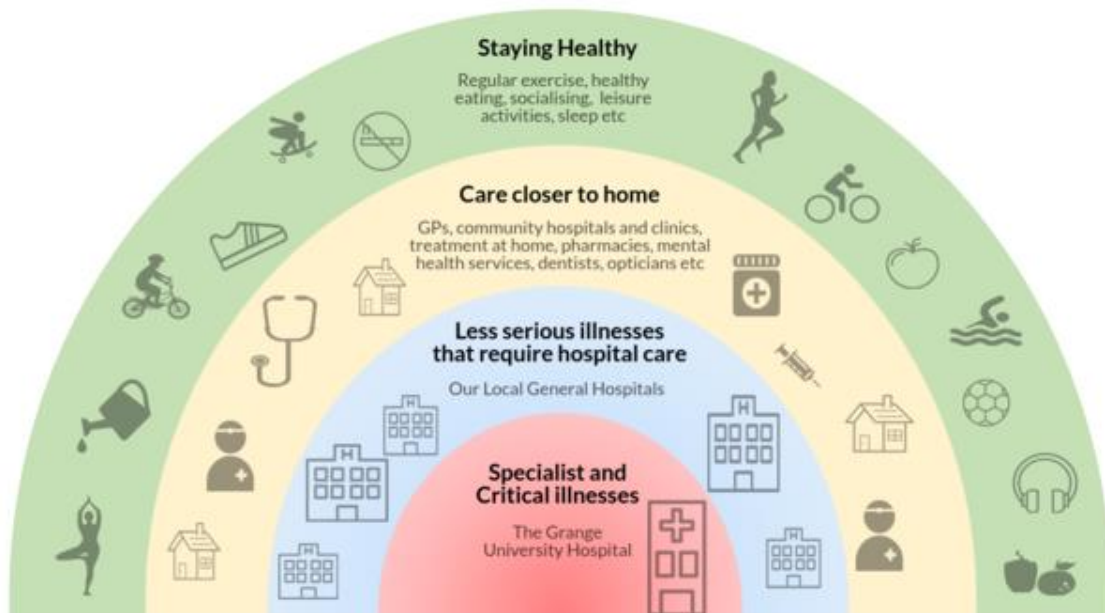 Staying Healthy
Regular exercise, healthy
eating, socialising, leisure
activities, sleep etc
Care closer to home
GPs, community hospitals and clinics,
treatment at home, pharmacies, mental
health services, dentists, opticians etc
Less serious illnesses
that require hospital care
Our Local General Hospitals
Specialist and
Critical illnesses
The Grange
University Hospital